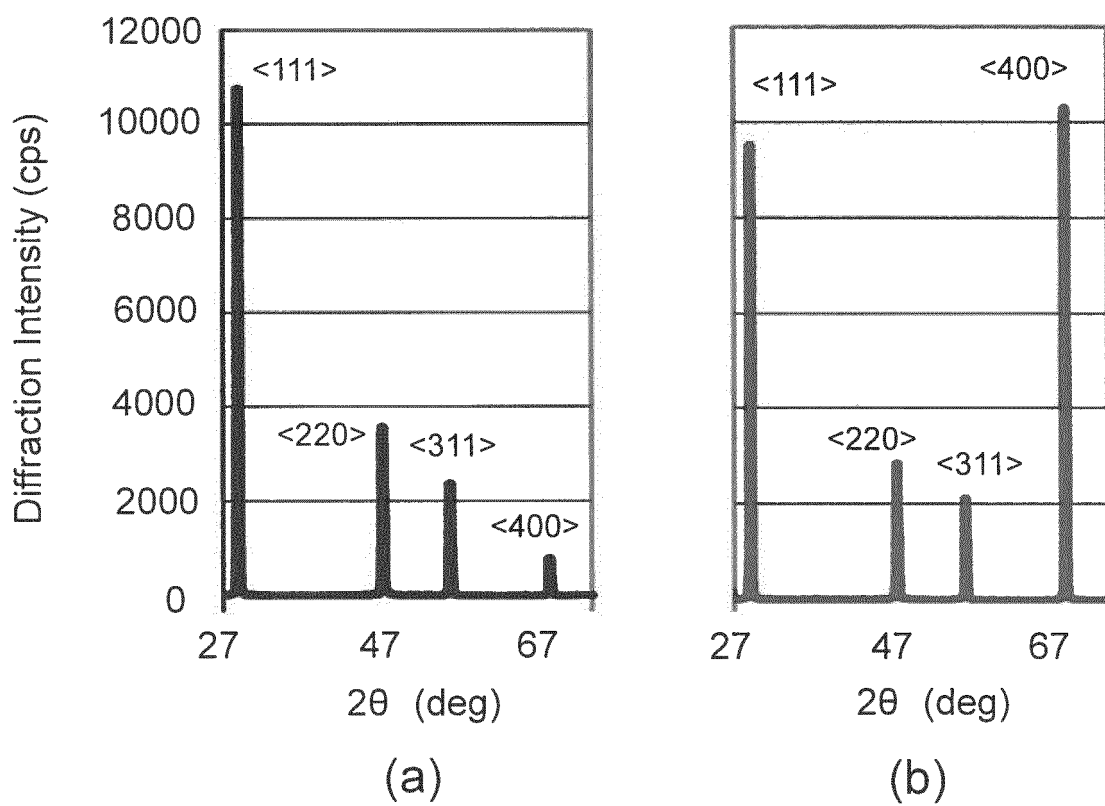 Diffraction Intensity (cps)
12000
10000
8000
6000
4000
2000
0
<111>
<220>
<311>
<400>
27 47 67
2θ (deg)
(a)
<111>
<400>
<220>
<311>
27 47 67
2θ (deg)
(b)